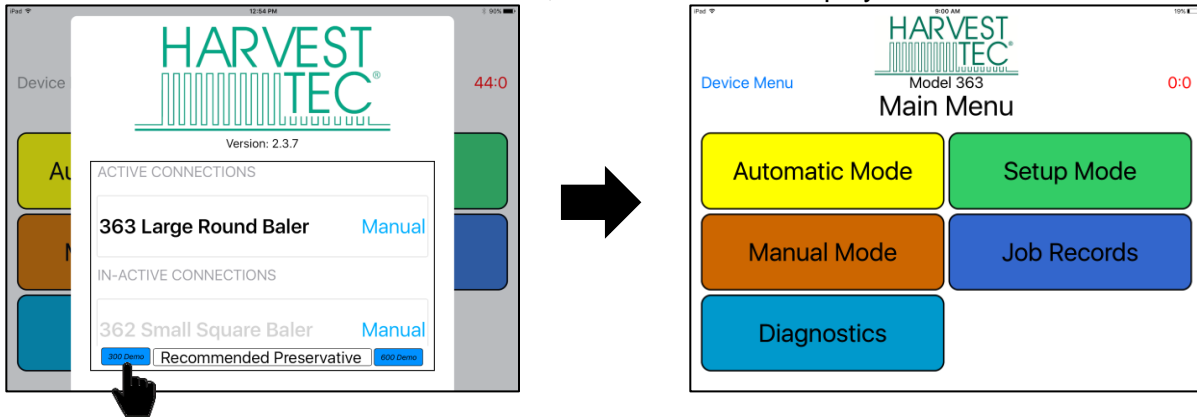 iPad 12:54 PM 90%
HARVEST
TEC®
Device 44:0
Version: 2.3.7
Au
ACTIVE CONNECTIONS
363 Large Round Baler Manual
IN-ACTIVE CONNECTIONS
362 Small Square Baler Manual
300 Demo Recommended Preservative 600 Demo
iPad 9:00 AM 19%
HARVEST
TEC®
Model 363
Device Menu 0:0
Main Menu
Automatic Mode Setup Mode
Manual Mode Job Records
Diagnostics